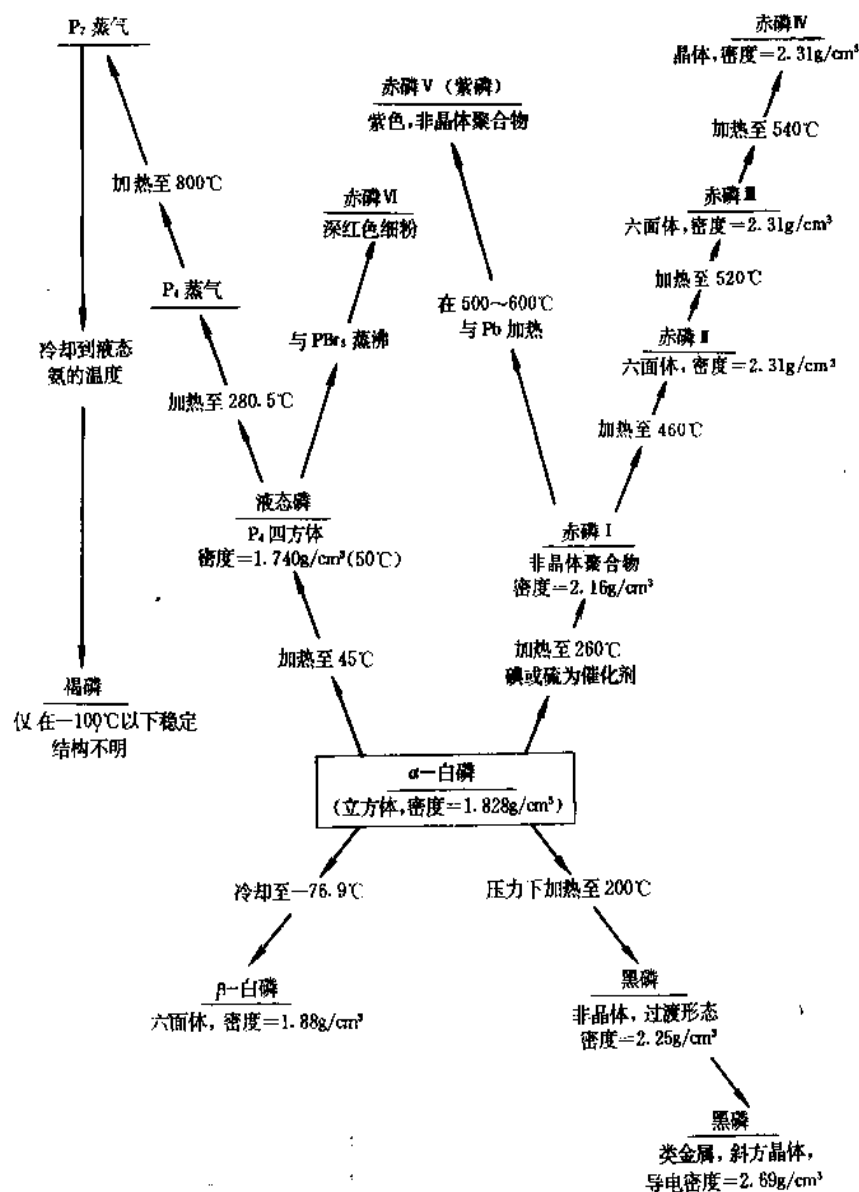 P₂ 蒸气
赤磷Ⅳ
晶体,密度=2.31g/cm³
赤磷Ⅴ（紫磷）
紫色,非晶体聚合物
加热至540℃
加热至800℃
赤磷Ⅵ
深红色细粉
赤磷Ⅲ
六面体,密度=2.31g/cm³
P₄ 蒸气
加热至520℃
在500～600℃
与Pb加热
冷却到液态
氨的温度
与PBr₃蒸沸
赤磷Ⅱ
六面体,密度=2.31g/cm³
加热至280.5℃
加热至460℃
液态磷
P₄四方体
密度=1.740g/cm³(50℃)
赤磷Ⅰ
非晶体聚合物
密度=2.16g/cm³
加热至45℃
加热至260℃
碘或硫为催化剂
褐磷
仅在－100℃以下稳定
结构不明
α－白磷
(立方体,密度=1.828g/cm³)
冷却至－76.9℃
压力下加热至200℃
β－白磷
六面体,密度=1.88g/cm³
黑磷
非晶体,过渡形态
密度=2.25g/cm³
黑磷
类金属,斜方晶体,
导电密度=2.69g/cm³